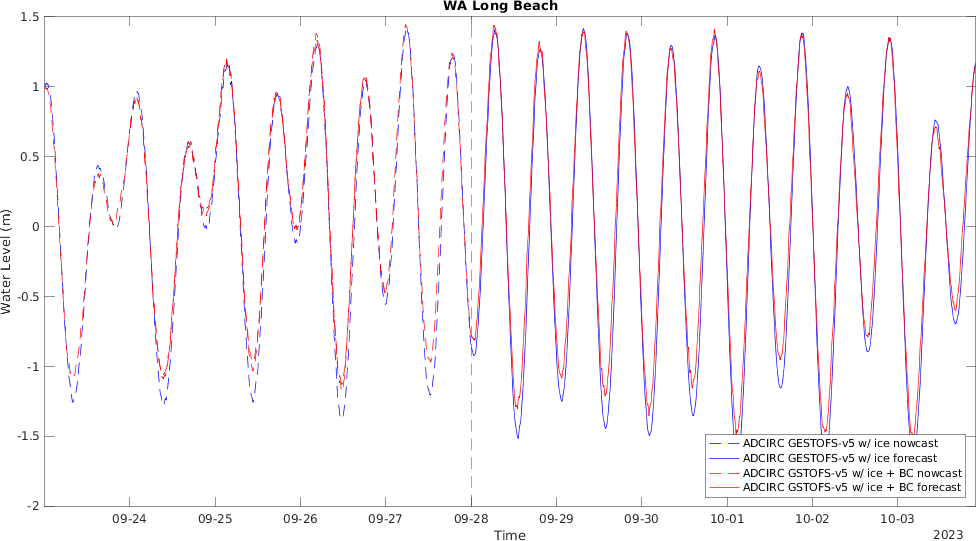 WA Long Beach
1.5
1
0.5
0
-0.5
-1
-1.5
-2
Water Level (m)
09-24 09-25 09-26 09-27 09-28 09-29 09-30 10-01 10-02 10-03
Time
2023
ADCIRC GESTOFS-v5 w/ ice nowcast
ADCIRC GESTOFS-v5 w/ ice forecast
ADCIRC GSTOFS-v5 w/ ice + BC nowcast
ADCIRC GSTOFS-v5 w/ ice + BC forecast